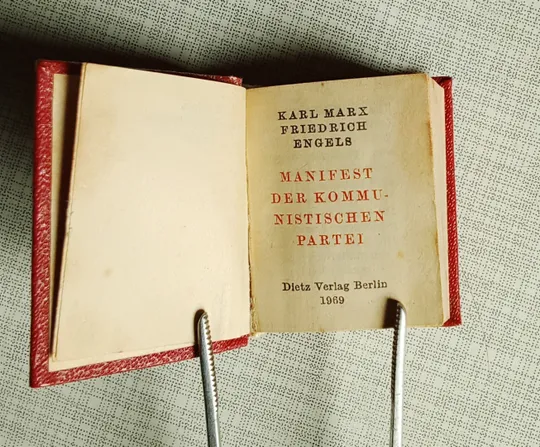 KARL MARX
FRIEDRICH
ENGELS
MANIFEST
DER KOMMU-
NISTISCHEN
PARTEI
Dietz Verlag Berlin
1969